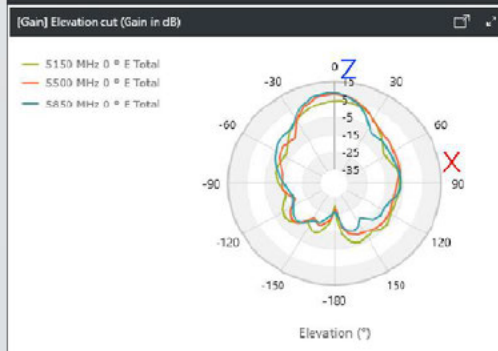 [Gain] Elevation cut (Gain in dB)
5150 MHz 0 ° E Total
5500 MHz 0 ° E Total
5850 MHz 0 ° E Total
0
Z
15
5
-5
-15
-25
-35
-30
30
-60
60
X
-90
90
-120
120
-150
150
-180
Elevation (°)